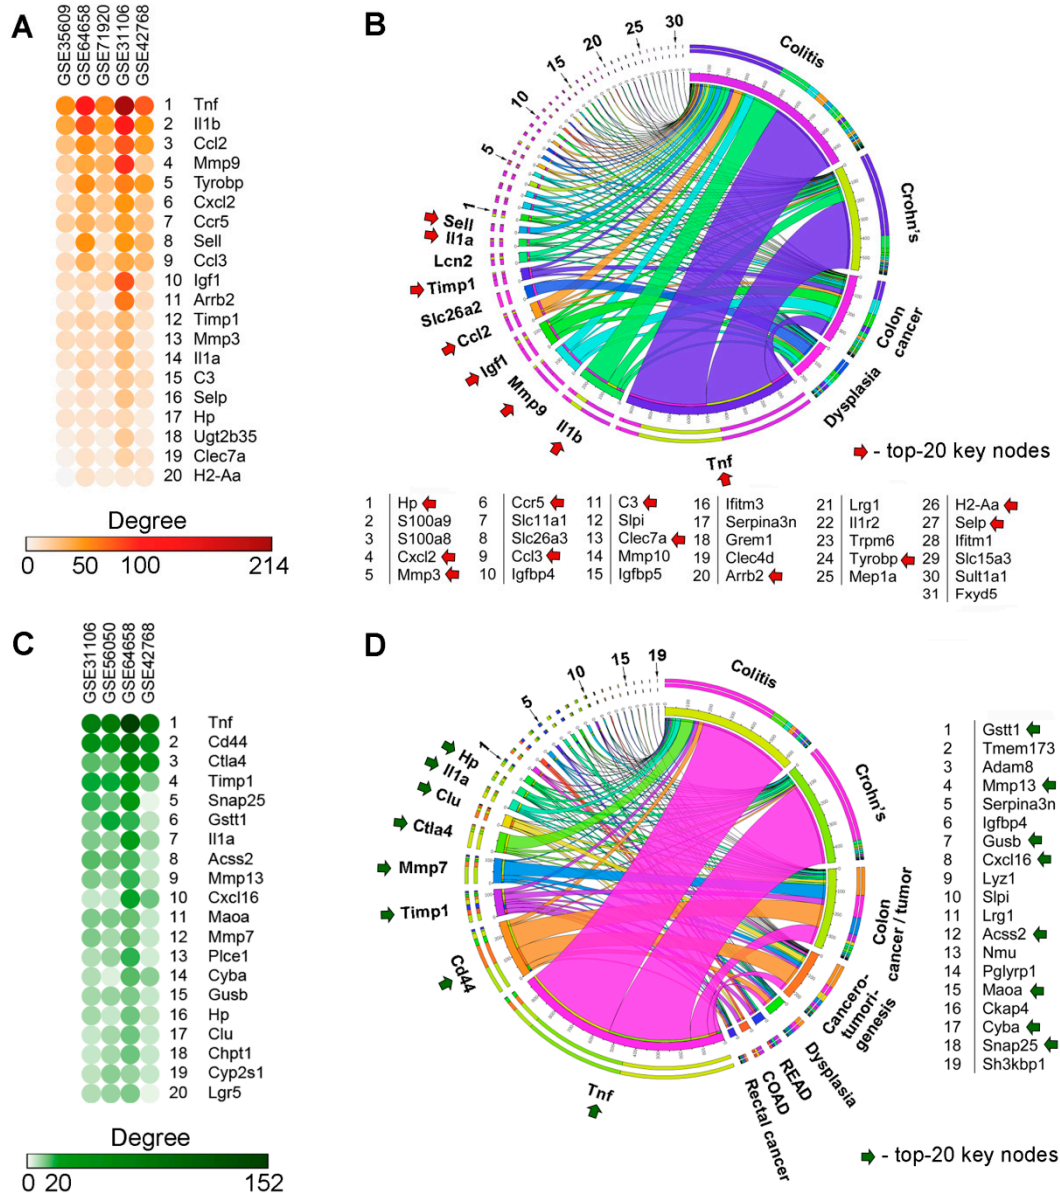 A
GSE35609
GSE64658
GSE71920
GSE31106
GSE42768
1 Tnf
2 Il1b
3 Ccl2
4 Mmp9
5 Tyrobp
6 Cxcl2
7 Ccr5
8 Sell
9 Ccl3
10 Igf1
11 Arrb2
12 Timp1
13 Mmp3
14 Il1a
15 C3
16 Selp
17 Hp
18 Ugt2b35
19 Clec7a
20 H2-Aa
Degree
0 50 100 214
B
30
25
20
15
10
5
1
Colitis
Crohn's
Colon
cancer
Dysplasia
Sell
Il1a
Lcn2
Timp1
Slc26a2
Ccl2
Igf1
Mmp9
Il1b
Tnf
- top-20 key nodes
1 Hp
2 S100a9
3 S100a8
4 Cxcl2
5 Mmp3
6 Ccr5
7 Slc11a1
8 Slc26a3
9 Ccl3
10 Igfbp4
11 C3
12 Slpi
13 Clec7a
14 Mmp10
15 Igfbp5
16 Ifitm3
17 Serpina3n
18 Grem1
19 Clec4d
20 Arrb2
21 Lrg1
22 Il1r2
23 Trpm6
24 Tyrobp
25 Mep1a
26 H2-Aa
27 Selp
28 Ifitm1
29 Slc15a3
30 Sult1a1
31 Fxyd5
C
GSE31106
GSE56050
GSE64658
GSE42768
1 Tnf
2 Cd44
3 Ctla4
4 Timp1
5 Snap25
6 Gstt1
7 Il1a
8 Acss2
9 Mmp13
10 Cxcl16
11 Maoa
12 Mmp7
13 Plce1
14 Cyba
15 Gusb
16 Hp
17 Clu
18 Chpt1
19 Cyp2s1
20 Lgr5
Degree
0 20 152
D
19
15
10
5
1
Colitis
Crohn's
Colon
cancer / tumor
Cancero-
tumori-
genesis
Dysplasia
READ
COAD
Rectal cancer
Hp
Il1a
Clu
Ctla4
Mmp7
Timp1
Cd44
Tnf
1 Gstt1
2 Tmem173
3 Adam8
4 Mmp13
5 Serpina3n
6 Igfbp4
7 Gusb
8 Cxcl16
9 Lyz1
10 Slpi
11 Lrg1
12 Acss2
13 Nmu
14 Pglyrp1
15 Maoa
16 Ckap4
17 Cyba
18 Snap25
19 Sh3kbp1
- top-20 key nodes